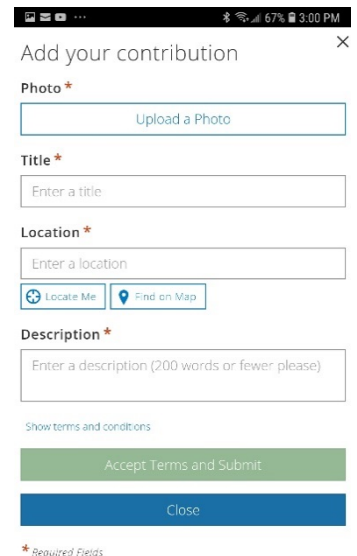 67% 3:00 PM
Add your contribution
Photo *
Upload a Photo
Title *
Enter a title
Location *
Enter a location
Locate Me Find on Map
Description *
Enter a description (200 words or fewer please)
Show terms and conditions
Accept Terms and Submit
Close
* Required Fields